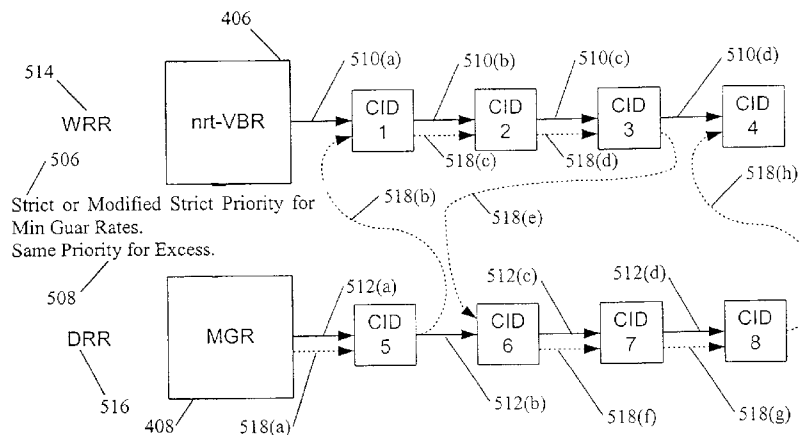 406
514
510(a)
510(b)
510(c)
510(d)
WRR
nrt-VBR
CID 1
CID 2
CID 3
CID 4
506
518(c)
518(d)
518(h)
Strict or Modified Strict Priority for
Min Guar Rates.
Same Priority for Excess.
518(b)
518(e)
508
512(a)
512(c)
512(d)
DRR
MGR
CID 5
CID 6
CID 7
CID 8
516
408
518(a)
512(b)
518(f)
518(g)